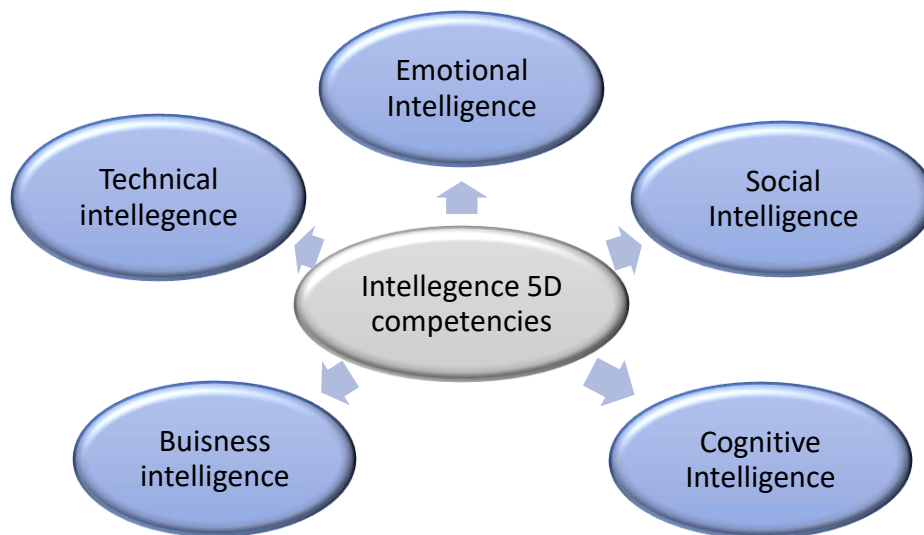 Emotional
Intelligence
Technical
intellegence
Social
Intelligence
Intellegence 5D
competencies
Buisness
intelligence
Cognitive
Intelligence